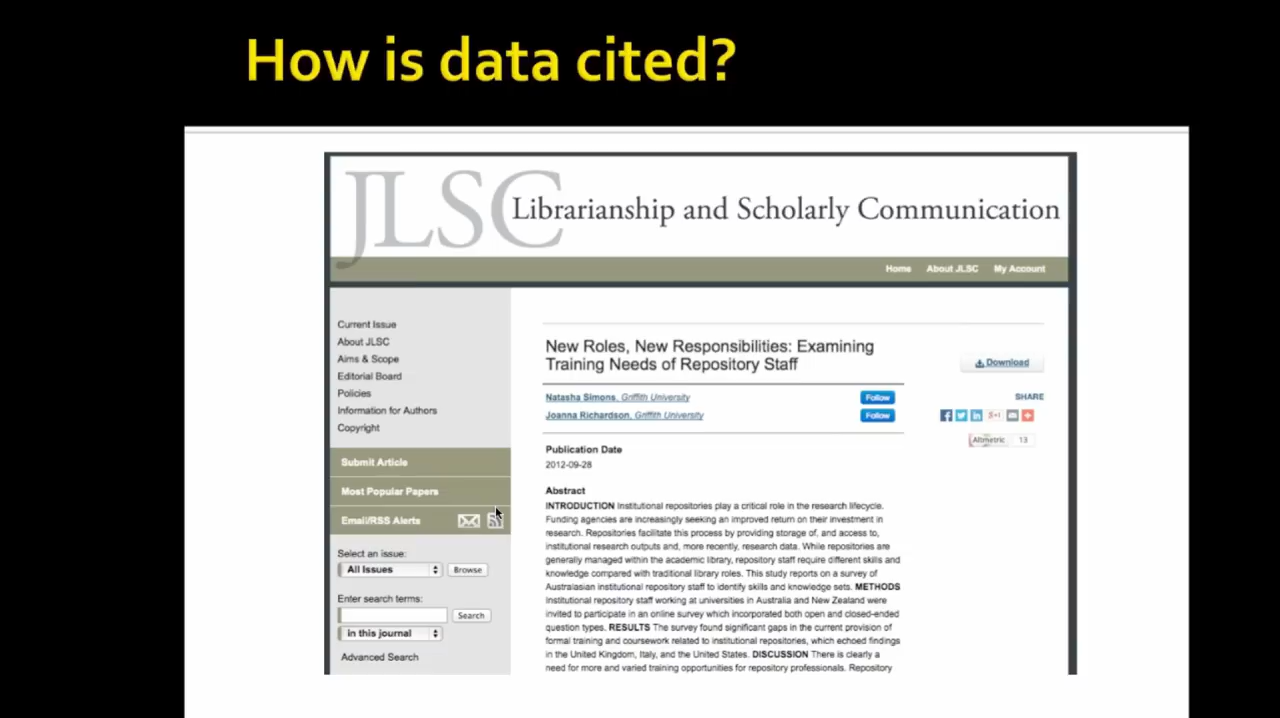 How is data cited?
JLSC
Librarianship and Scholarly Communication
Home About JLSC My Account
Current Issue
About JLSC
Aims & Scope
Editorial Board
Policies
Information for Authors
Copyright
Submit Article
Most Popular Papers
Email/RSS Alerts
Select an issue:
All Issues Browse
Enter search terms:
Search
in this journal
Advanced Search
New Roles, New Responsibilities: Examining
Training Needs of Repository Staff
Natasha Simons, Griffith University Follow
Joanna Richardson, Griffith University Follow
Publication Date
2012-09-28
Abstract
INTRODUCTION Institutional repositories play a critical role in the research lifecycle.
Funding agencies are increasingly seeking an improved return on their investment in
research. Repositories facilitate this process by providing storage of, and access to,
institutional research outputs and, more recently, research data. While repositories are
generally managed within the academic library, repository staff require different skills and
knowledge compared with traditional library roles. This study reports on a survey of
Australasian institutional repository staff to identify skills and knowledge sets. METHODS
Institutional repository staff working at universities in Australia and New Zealand were
invited to participate in an online survey which incorporated both open and closed-ended
question types. RESULTS The survey found significant gaps in the current provision of
formal training and coursework related to institutional repositories, which echoed findings
in the United Kingdom, Italy, and the United States. DISCUSSION There is clearly a
need for more and varied training opportunities for repository professionals. Repository
Download
SHARE
Altmetric 13